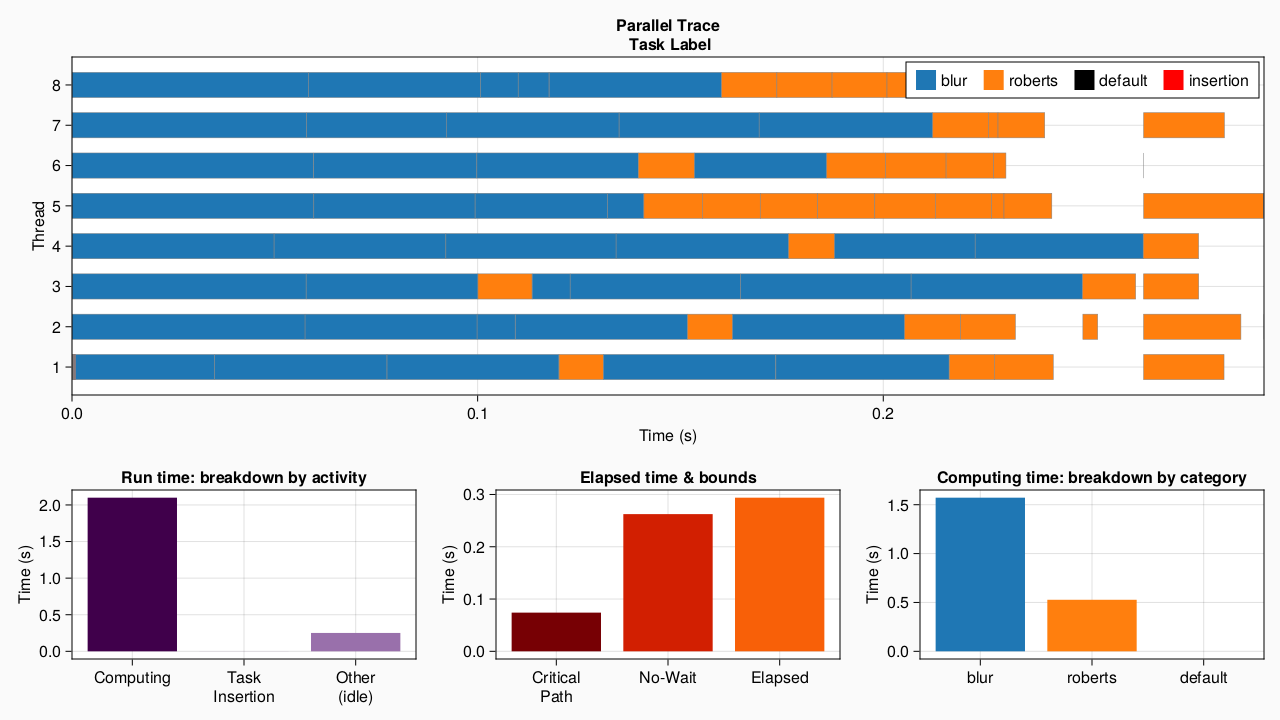 Parallel Trace
Task Label
blur roberts default insertion
8
7
6
5
4
3
2
1
Thread
0.0 0.1 0.2
Time (s)
Run time: breakdown by activity
2.0
1.5
1.0
0.5
0.0
Time (s)
Computing Task Other
Insertion (idle)
Elapsed time & bounds
0.3
0.2
0.1
0.0
Time (s)
Critical No-Wait Elapsed
Path
Computing time: breakdown by category
1.5
1.0
0.5
0.0
Time (s)
blur roberts default